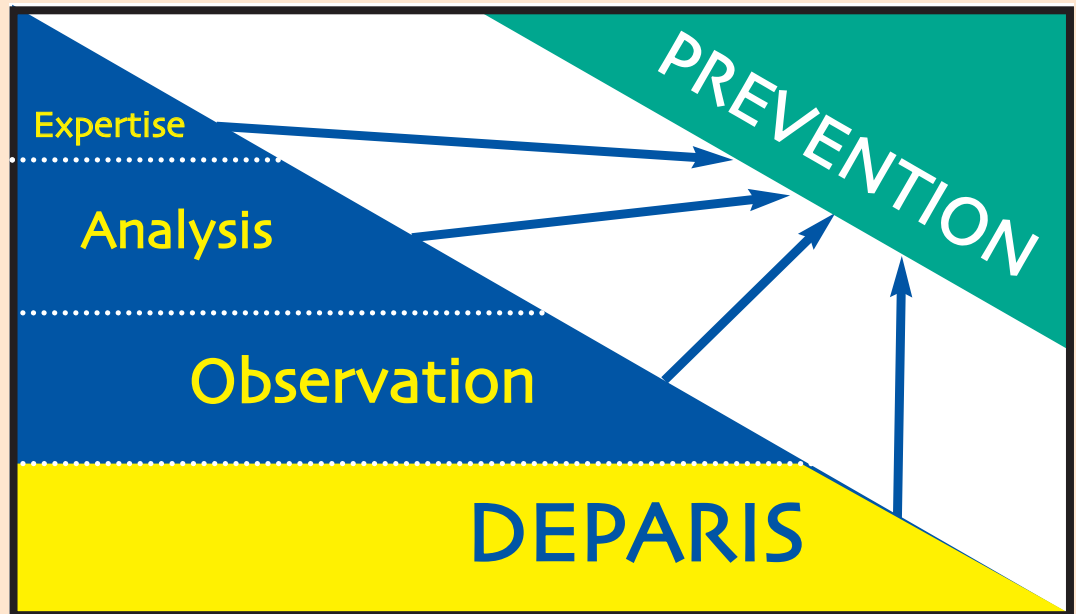 PREVENTION
Expertise
Analysis
Observation
DEPARIS